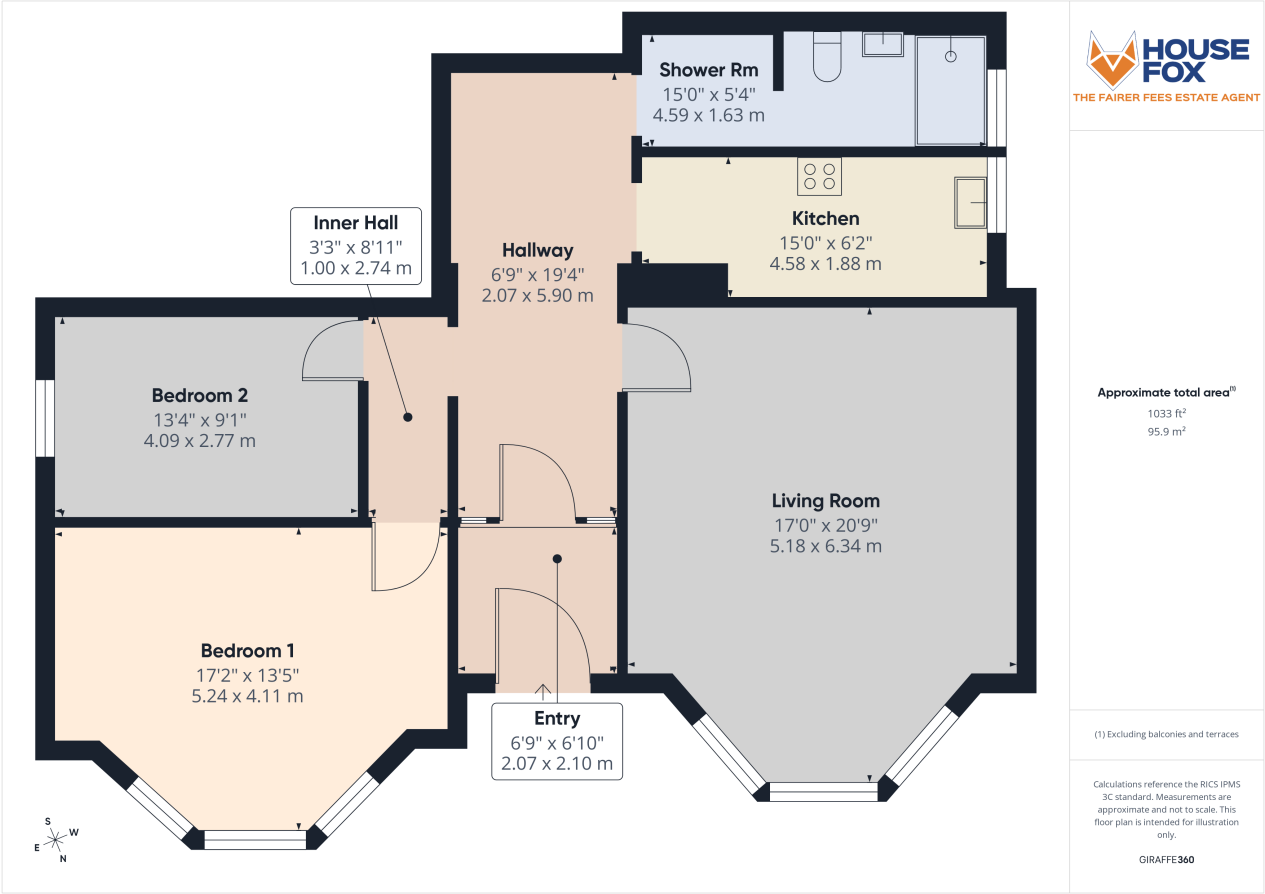 Shower Rm
15'0" x 5'4"
4.59 x 1.63 m
Kitchen
15'0" x 6'2"
4.58 x 1.88 m
Inner Hall
3'3" x 8'11"
1.00 x 2.74 m
Hallway
6'9" x 19'4"
2.07 x 5.90 m
Bedroom 2
13'4" x 9'1"
4.09 x 2.77 m
Living Room
17'0" x 20'9"
5.18 x 6.34 m
Bedroom 1
17'2" x 13'5"
5.24 x 4.11 m
Entry
6'9" x 6'10"
2.07 x 2.10 m
S
W
E
N
HOUSE
FOX
THE FAIRER FEES ESTATE AGENT
Approximate total area⁽¹⁾
1033 ft²
95.9 m²
(1) Excluding balconies and terraces
Calculations reference the RICS IPMS
3C standard. Measurements are
approximate and not to scale. This
floor plan is intended for illustration
only.
GIRAFFE360